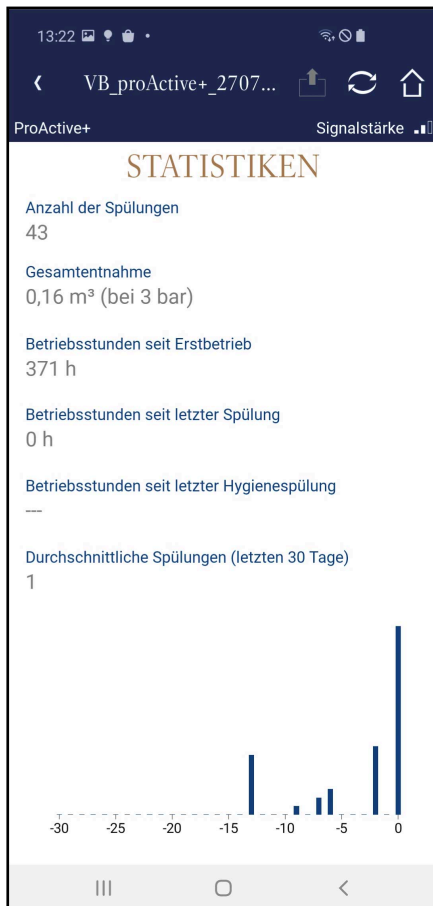 13:22
VB_proActive+_2707...
ProActive+ Signalstärke
STATISTIKEN
Anzahl der Spülungen
43
Gesamtentnahme
0,16 m³ (bei 3 bar)
Betriebsstunden seit Erstbetrieb
371 h
Betriebsstunden seit letzter Spülung
0 h
Betriebsstunden seit letzter Hygienespülung
---
Durchschnittliche Spülungen (letzten 30 Tage)
1
-30 -25 -20 -15 -10 -5 0